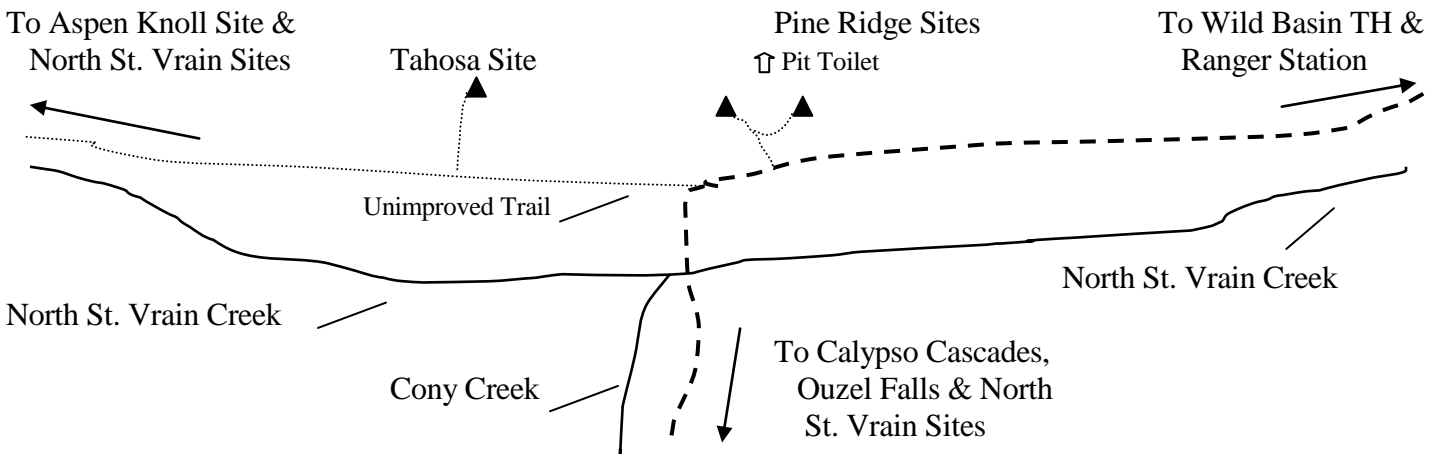 To Aspen Knoll Site &
North St. Vrain Sites
Tahosa Site
Pine Ridge Sites
Pit Toilet
To Wild Basin TH &
Ranger Station
Unimproved Trail
North St. Vrain Creek
North St. Vrain Creek
Cony Creek
To Calypso Cascades,
Ouzel Falls & North
St. Vrain Sites